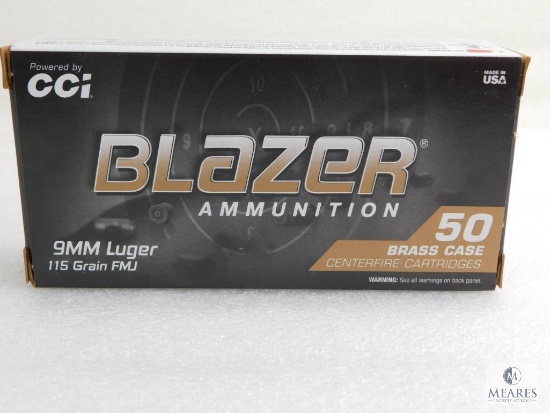 Powered by
CCI
MADE IN
USA
10
BLazer®
AMMUNITION
9MM Luger
115 Grain FMJ
50
BRASS CASE
CENTERFIRE CARTRIDGES
WARNING: See all warnings on back panel.
MEARES